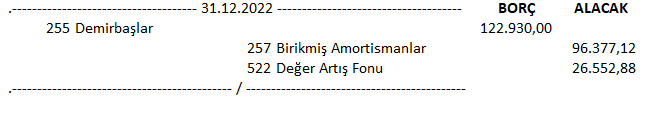 .------------------------------------- 31.12.2022 ------------------------------------- BORÇ ALACAK
255 Demirbaşlar 122.930,00
257 Birikmiş Amortismanlar 96.377,12
522 Değer Artış Fonu 26.552,88
.-------------------------------------------- / --------------------------------------------